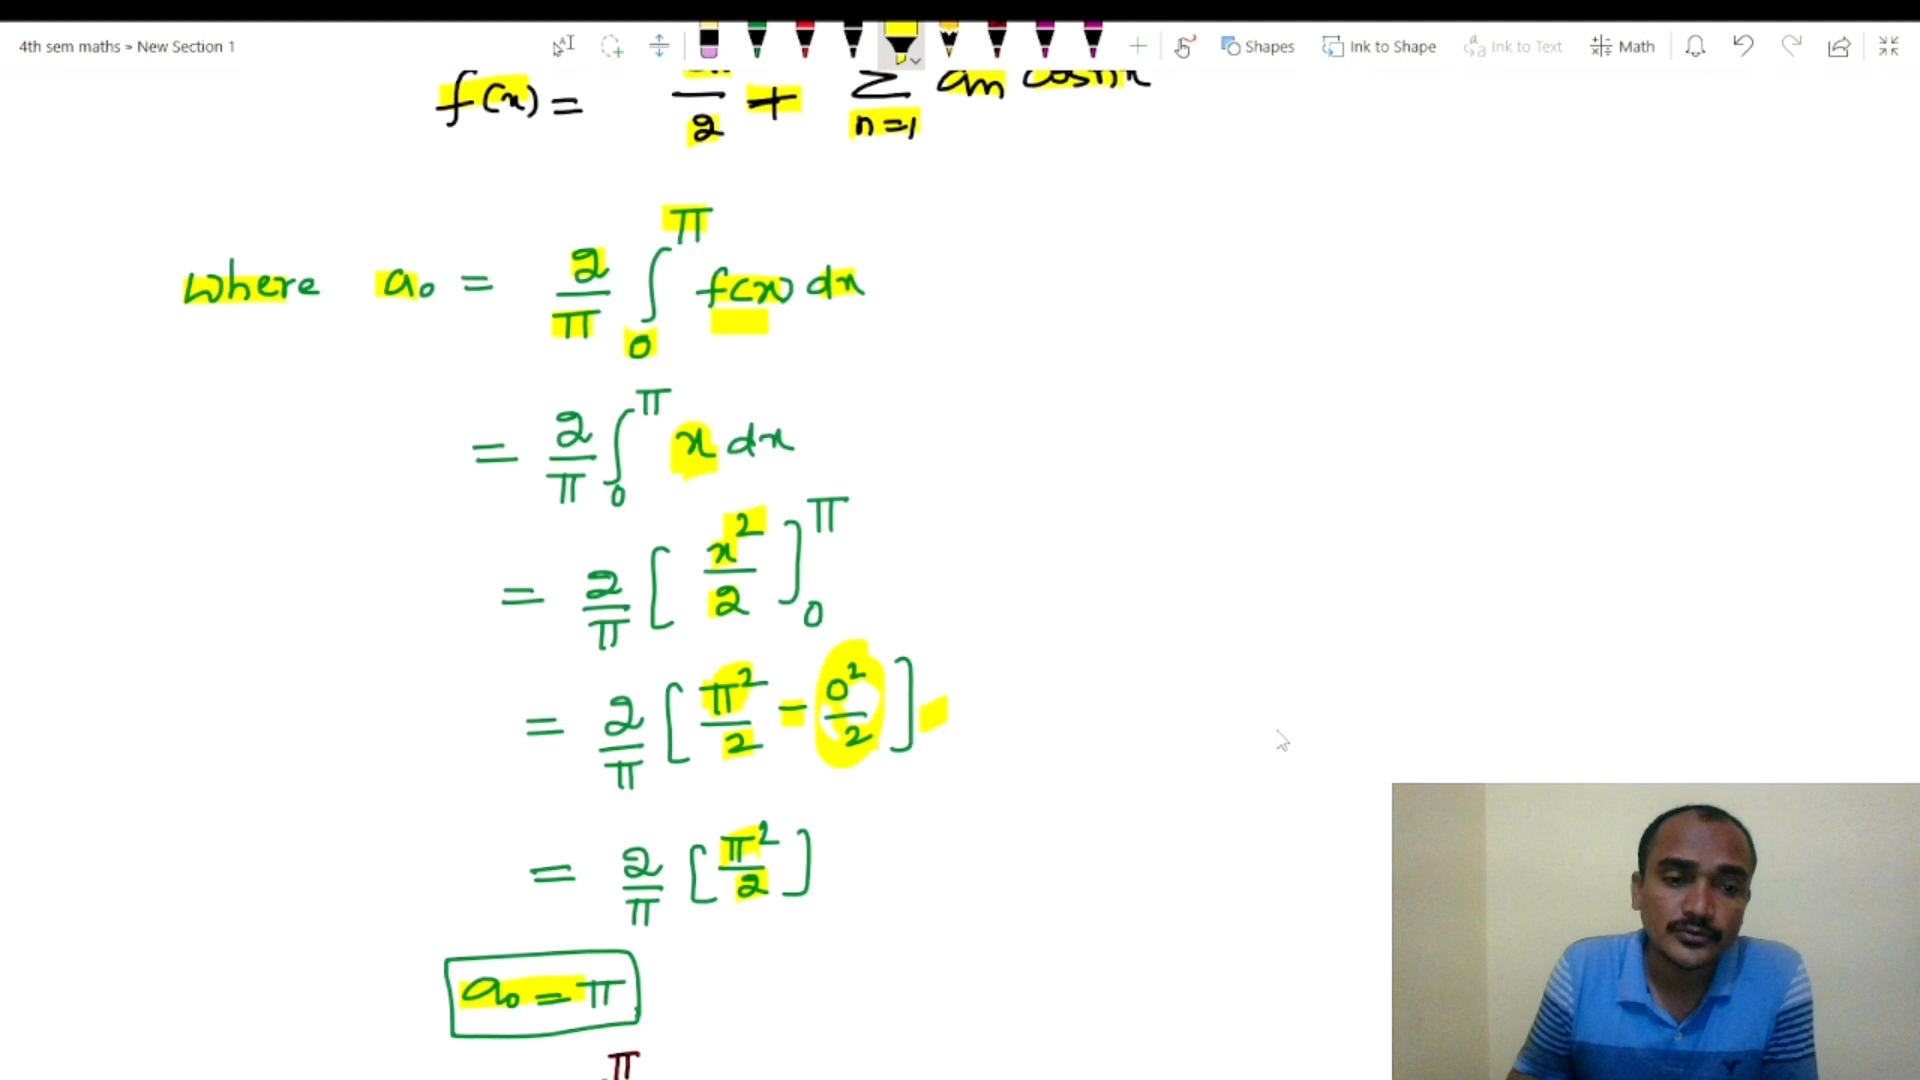 4th sem maths » New Section 1
Shapes Ink to Shape Ink to Text Math
f(x) = /2 + Σ n=1 an cosnx
where a₀ = 2/π ∫₀^π f(x) dx
= 2/π ∫₀^π x dx
= 2/π [ x²/2 ]₀^π
= 2/π [ π²/2 - 0²/2 ]
= 2/π [ π²/2 ]
a₀ = π
π